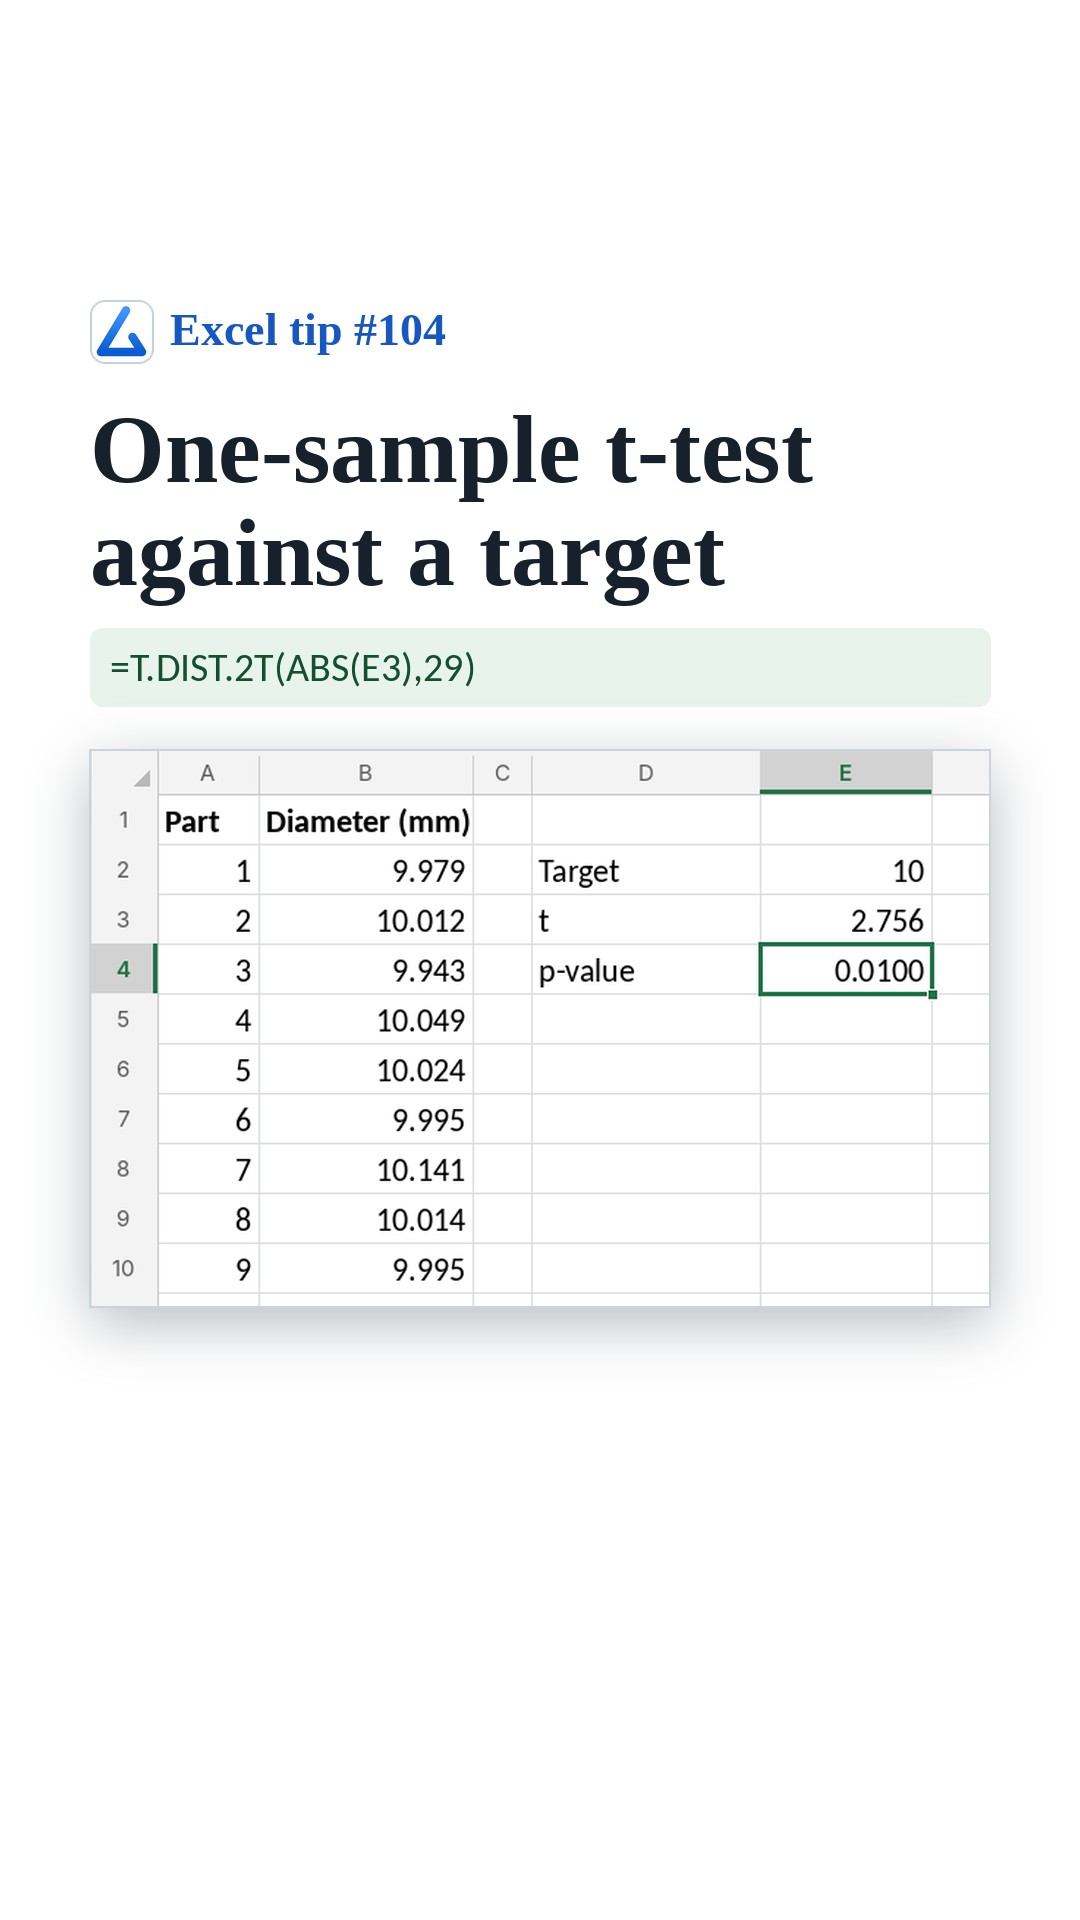 Excel tip #104
One-sample t-test
against a target
=T.DIST.2T(ABS(E3),29)
A B C D E
1 Part Diameter (mm)
2 1 9.979 Target 10
3 2 10.012 t 2.756
4 3 9.943 p-value 0.0100
5 4 10.049
6 5 10.024
7 6 9.995
8 7 10.141
9 8 10.014
10 9 9.995